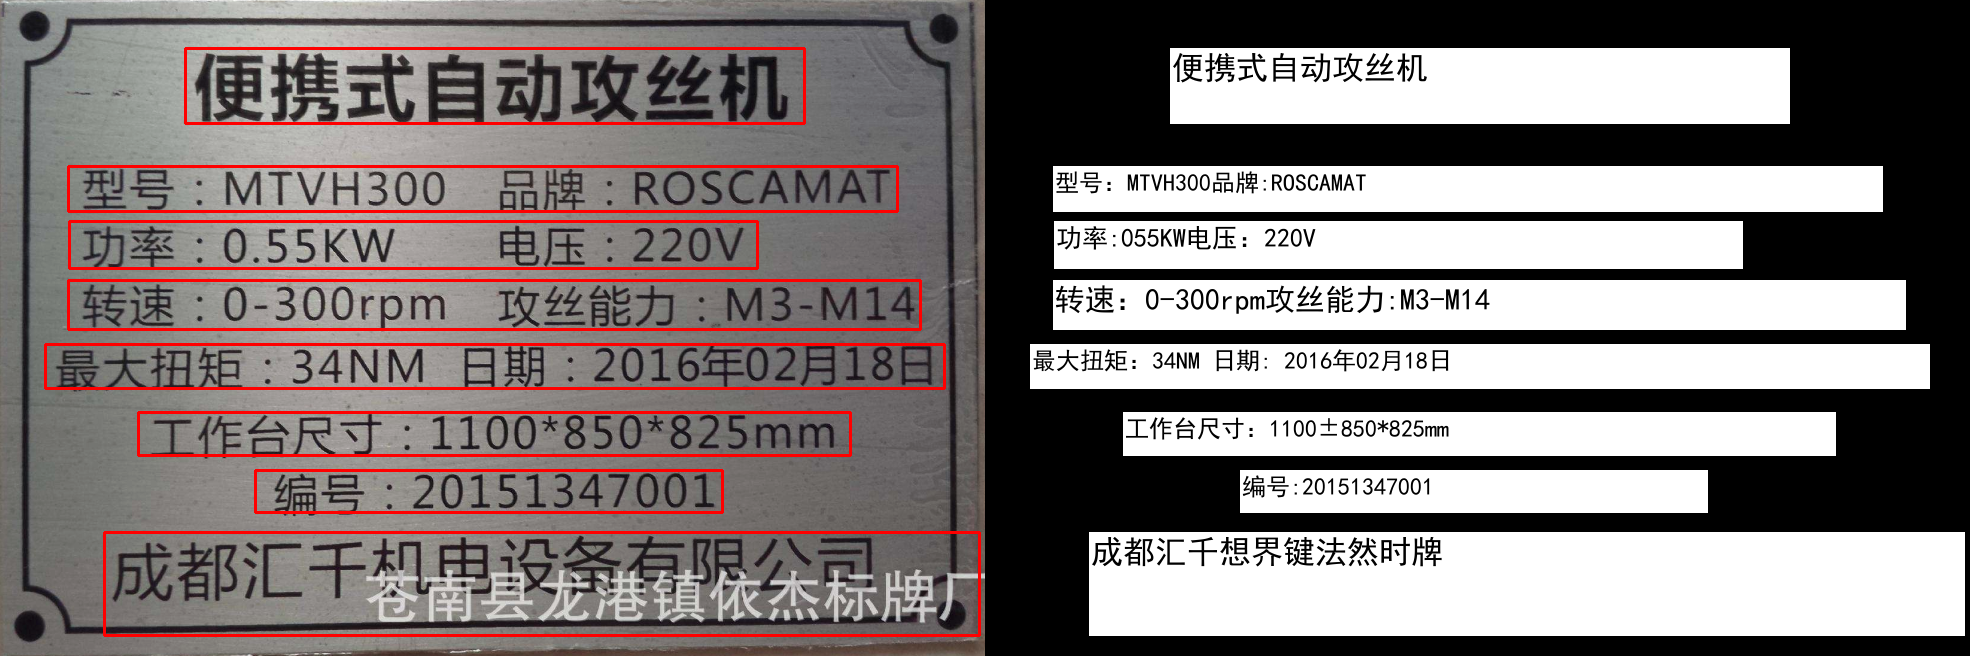 便携式自动攻丝机
型号：MTVH300 品牌：ROSCAMAT
功率：0.55KW 电压：220V
转速：0-300rpm 攻丝能力：M3-M14
最大扭矩：34NM 日期：2016年02月18日
工作台尺寸：1100*850*825mm
编号：20151347001
成都汇千机电设备有限公司
苍南县龙港镇依杰标牌厂
便携式自动攻丝机
型号：MTVH300品牌:ROSCAMAT
功率:055KW电压：220V
转速：0-300rpm攻丝能力:M3-M14
最大扭矩：34NM 日期: 2016年02月18日
工作台尺寸：1100±850*825mm
编号:20151347001
成都汇千想界键法然时牌